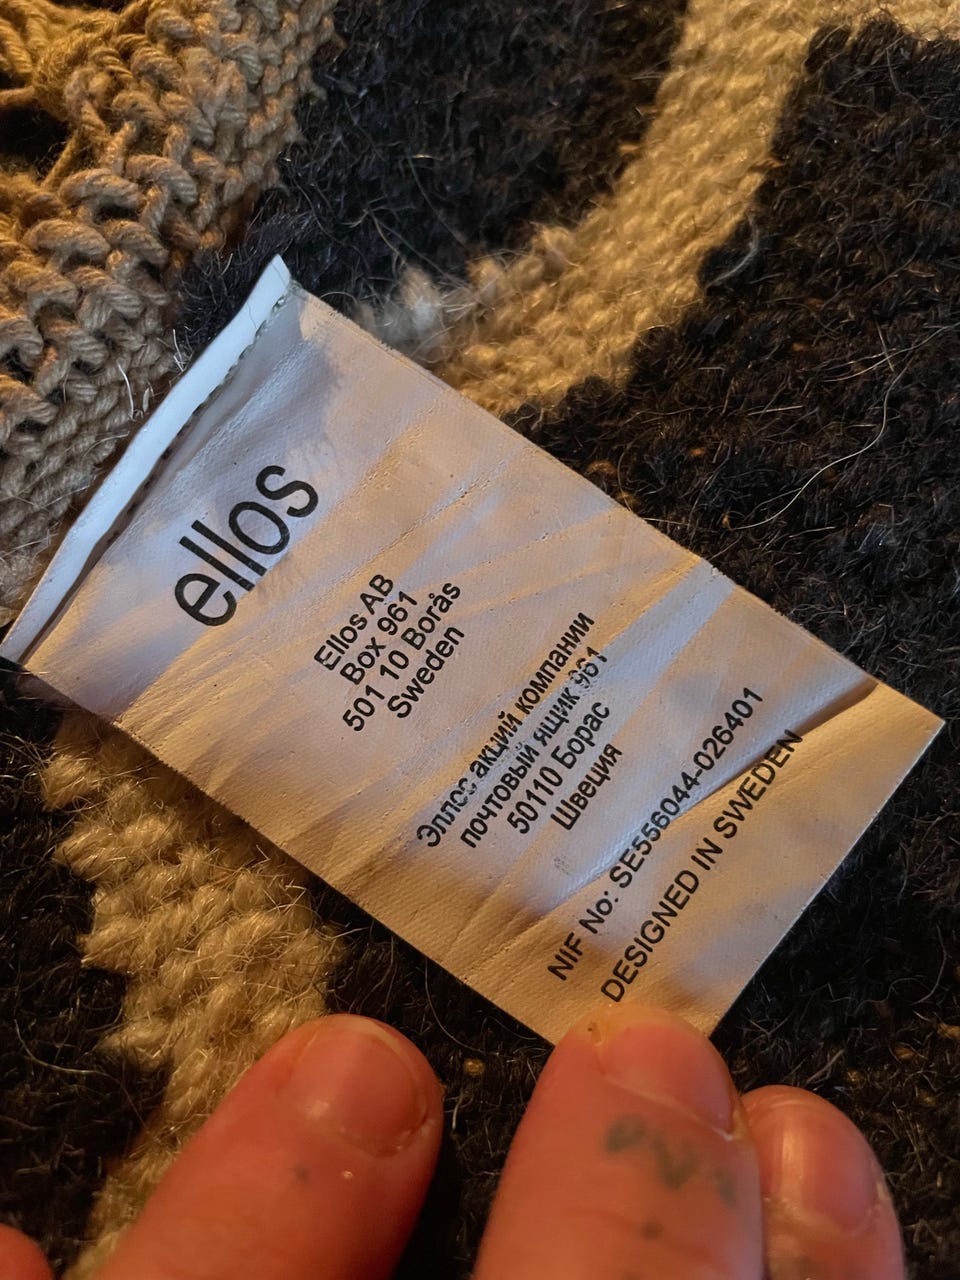 ellos
Ellos AB
Box 961
501 10 Borås
Sweden
Эллос акций компании
почтовый ящик 961
50110 Борас
Швеция
NIF No: SE556044-026401
DESIGNED IN SWEDEN